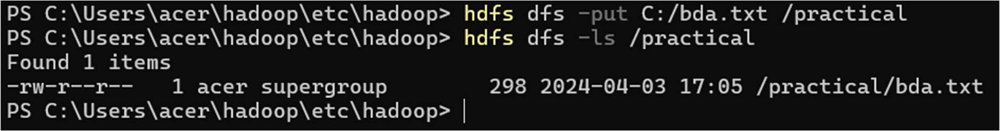 PS C:\Users\acer\hadoop\etc\hadoop> hdfs dfs -put C:/bda.txt /practical
PS C:\Users\acer\hadoop\etc\hadoop> hdfs dfs -ls /practical
Found 1 items
-rw-r--r--   1 acer supergroup        298 2024-04-03 17:05 /practical/bda.txt
PS C:\Users\acer\hadoop\etc\hadoop>